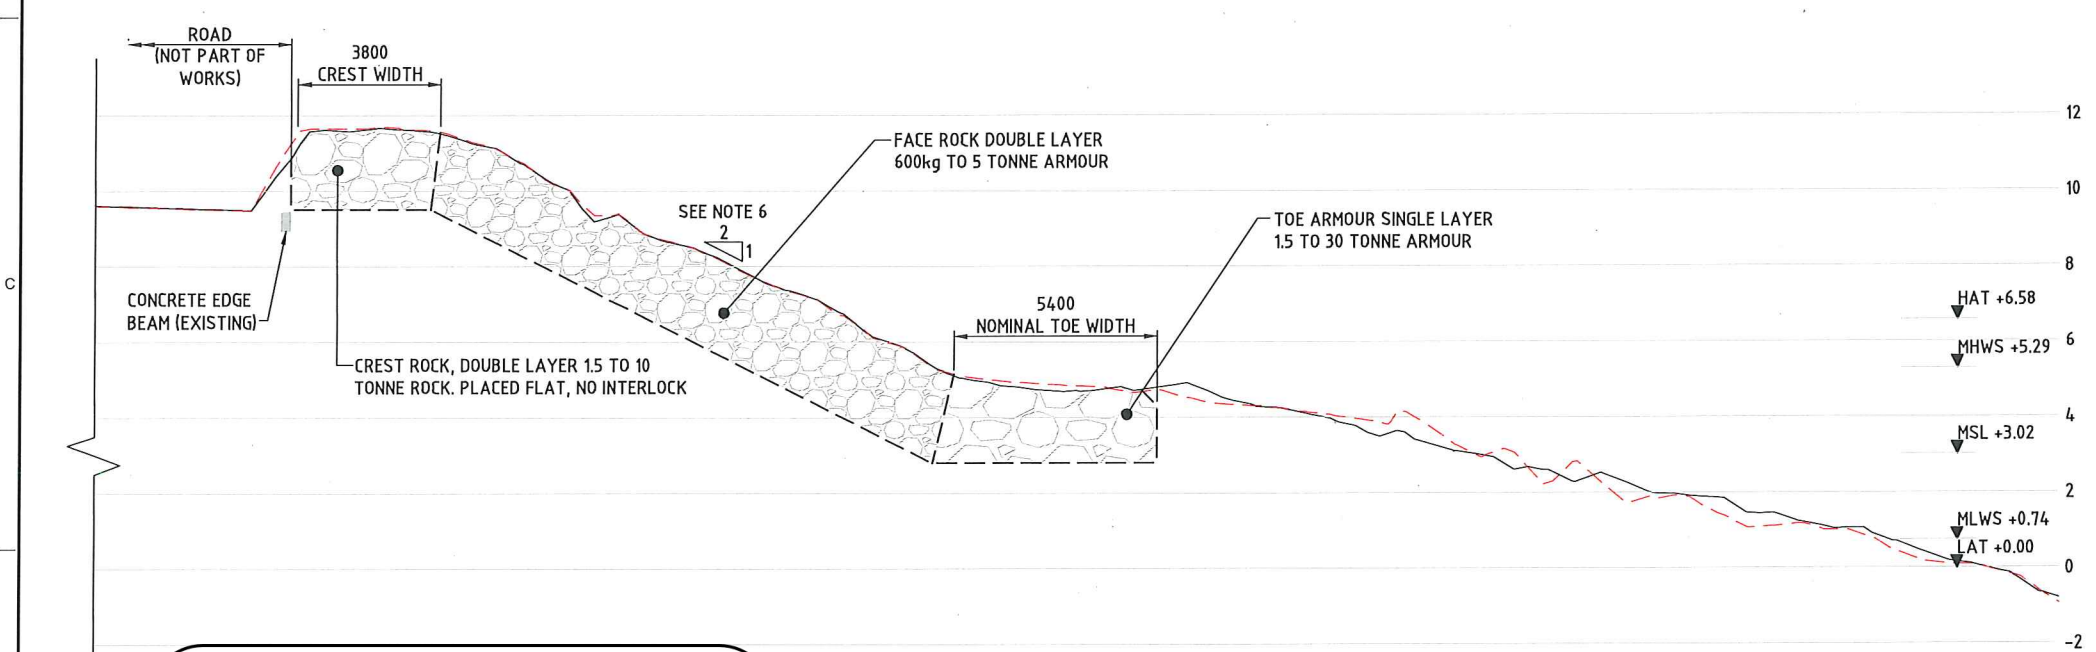 ROAD
(NOT PART OF
WORKS)
3800
CREST WIDTH
FACE ROCK DOUBLE LAYER
600kg TO 5 TONNE ARMOUR
SEE NOTE 6
2
1
TOE ARMOUR SINGLE LAYER
1.5 TO 30 TONNE ARMOUR
5400
NOMINAL TOE WIDTH
CONCRETE EDGE
BEAM (EXISTING)
CREST ROCK, DOUBLE LAYER 1.5 TO 10
TONNE ROCK. PLACED FLAT, NO INTERLOCK
C
12
10
8
HAT +6.58
6
MHWS +5.29
4
MSL +3.02
2
MLWS +0.74
LAT +0.00
0
-2